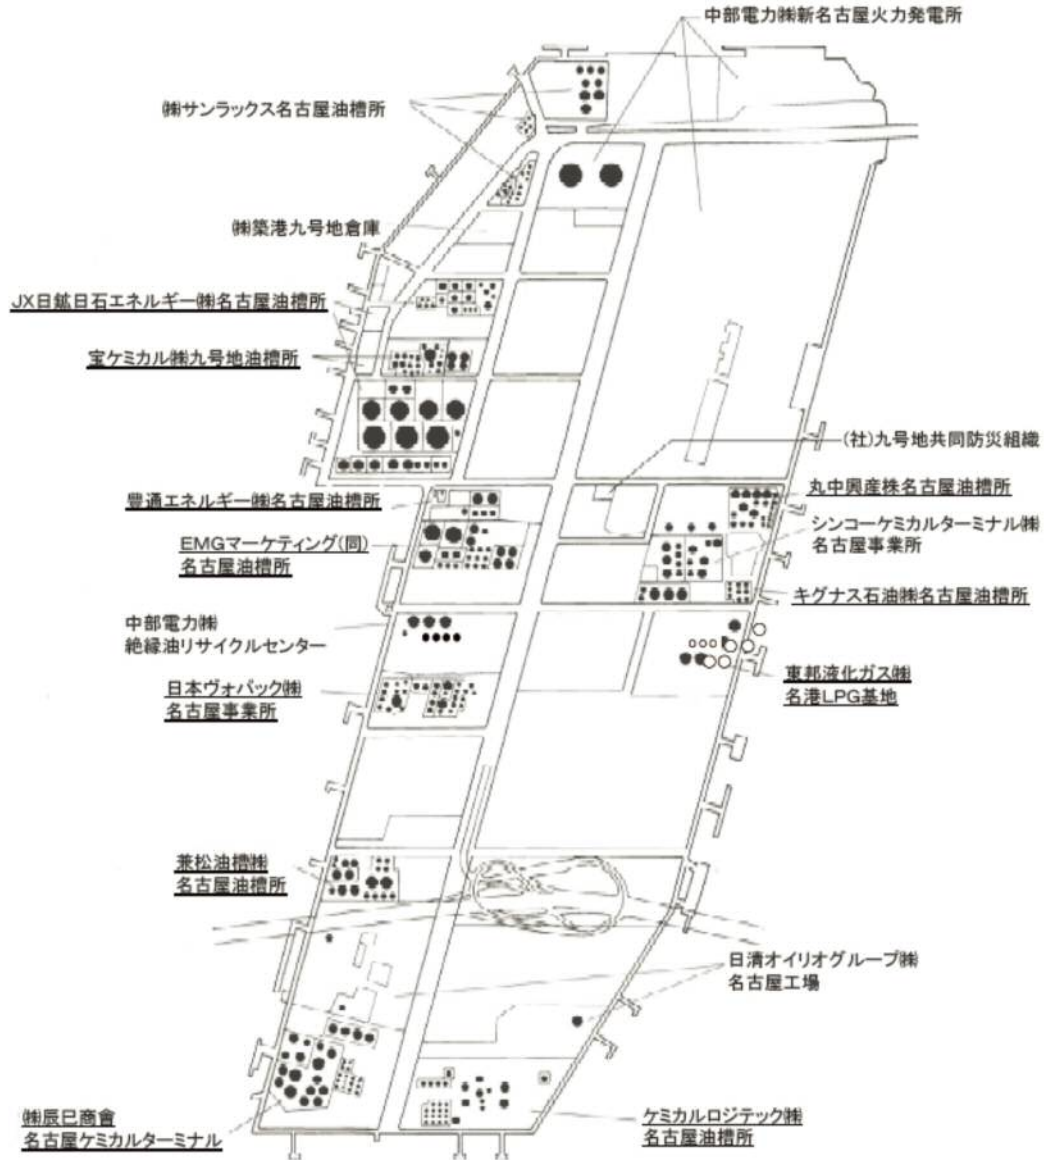 中部電力㈱新名古屋火力発電所
㈱サンラックス名古屋油槽所
㈱築港九号地倉庫
JX日鉱日石エネルギー㈱名古屋油槽所
宝ケミカル㈱九号地油槽所
(社)九号地共同防災組織
豊通エネルギー㈱名古屋油槽所
丸中興産株名古屋油槽所
シンコーケミカルターミナル㈱
名古屋事業所
EMGマーケティング(同)
名古屋油槽所
キグナス石油㈱名古屋油槽所
中部電力㈱
絶縁油リサイクルセンター
東邦液化ガス㈱
名港LPG基地
日本ヴォパック㈱
名古屋事業所
兼松油槽㈱
名古屋油槽所
日清オイリオグループ㈱
名古屋工場
㈱辰巳商會
名古屋ケミカルターミナル
ケミカルロジテック㈱
名古屋油槽所